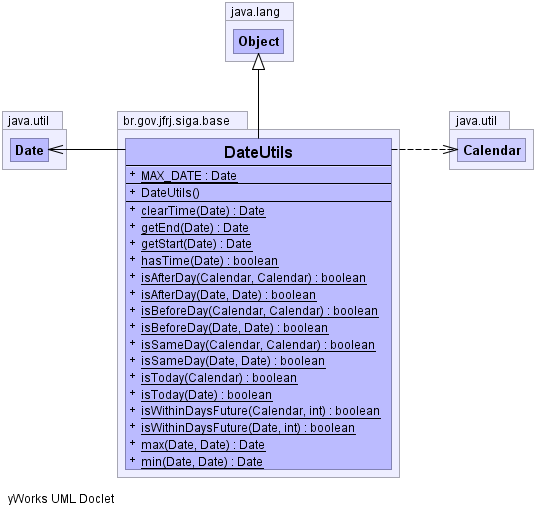 java.lang
Object
java.util
Date
br.gov.jfrj.siga.base
java.util
Calendar
DateUtils
+ MAX_DATE : Date
+ DateUtils()
+ clearTime(Date) : Date
+ getEnd(Date) : Date
+ getStart(Date) : Date
+ hasTime(Date) : boolean
+ isAfterDay(Calendar, Calendar) : boolean
+ isAfterDay(Date, Date) : boolean
+ isBeforeDay(Calendar, Calendar) : boolean
+ isBeforeDay(Date, Date) : boolean
+ isSameDay(Calendar, Calendar) : boolean
+ isSameDay(Date, Date) : boolean
+ isToday(Calendar) : boolean
+ isToday(Date) : boolean
+ isWithinDaysFuture(Calendar, int) : boolean
+ isWithinDaysFuture(Date, int) : boolean
+ max(Date, Date) : Date
+ min(Date, Date) : Date
yWorks UML Doclet